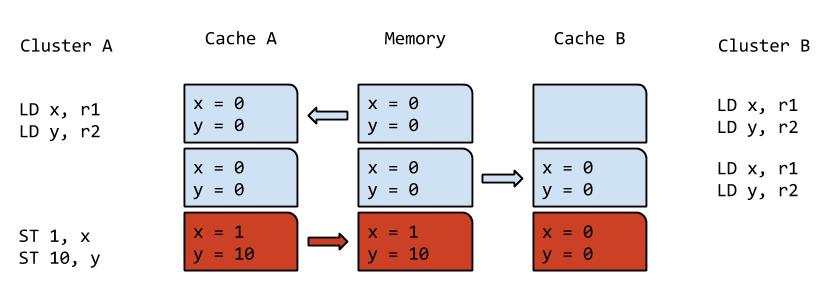 Cluster A
Cache A
Memory
Cache B
Cluster B
LD x, r1
LD y, r2
x = 0
y = 0
x = 0
y = 0
LD x, r1
LD y, r2
x = 0
y = 0
x = 0
y = 0
x = 0
y = 0
LD x, r1
LD y, r2
ST 1, x
ST 10, y
x = 1
y = 10
x = 1
y = 10
x = 0
y = 0